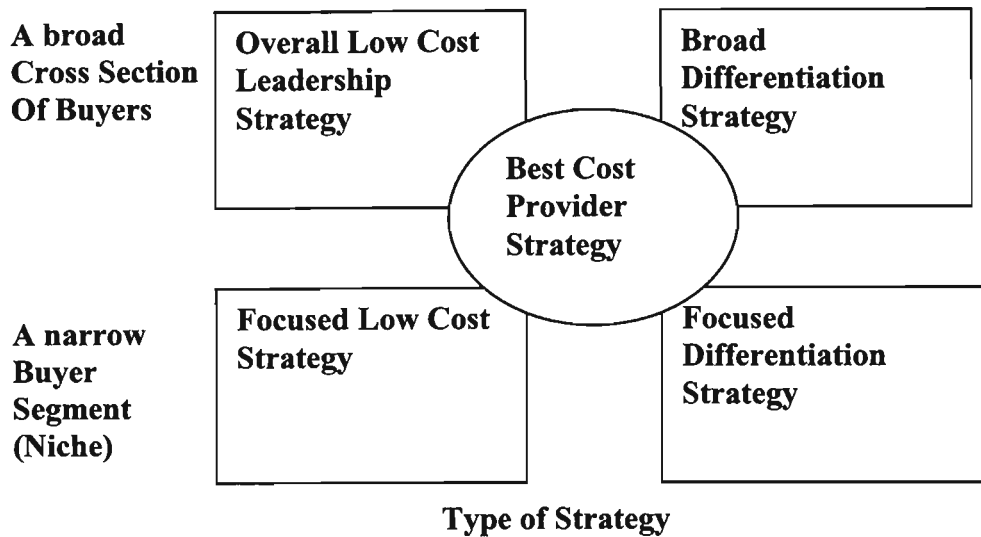 A broad
Cross Section
Of Buyers
Overall Low Cost
Leadership
Strategy
Broad
Differentiation
Strategy
Best Cost
Provider
Strategy
A narrow
Buyer
Segment
(Niche)
Focused Low Cost
Strategy
Focused
Differentiation
Strategy
Type of Strategy